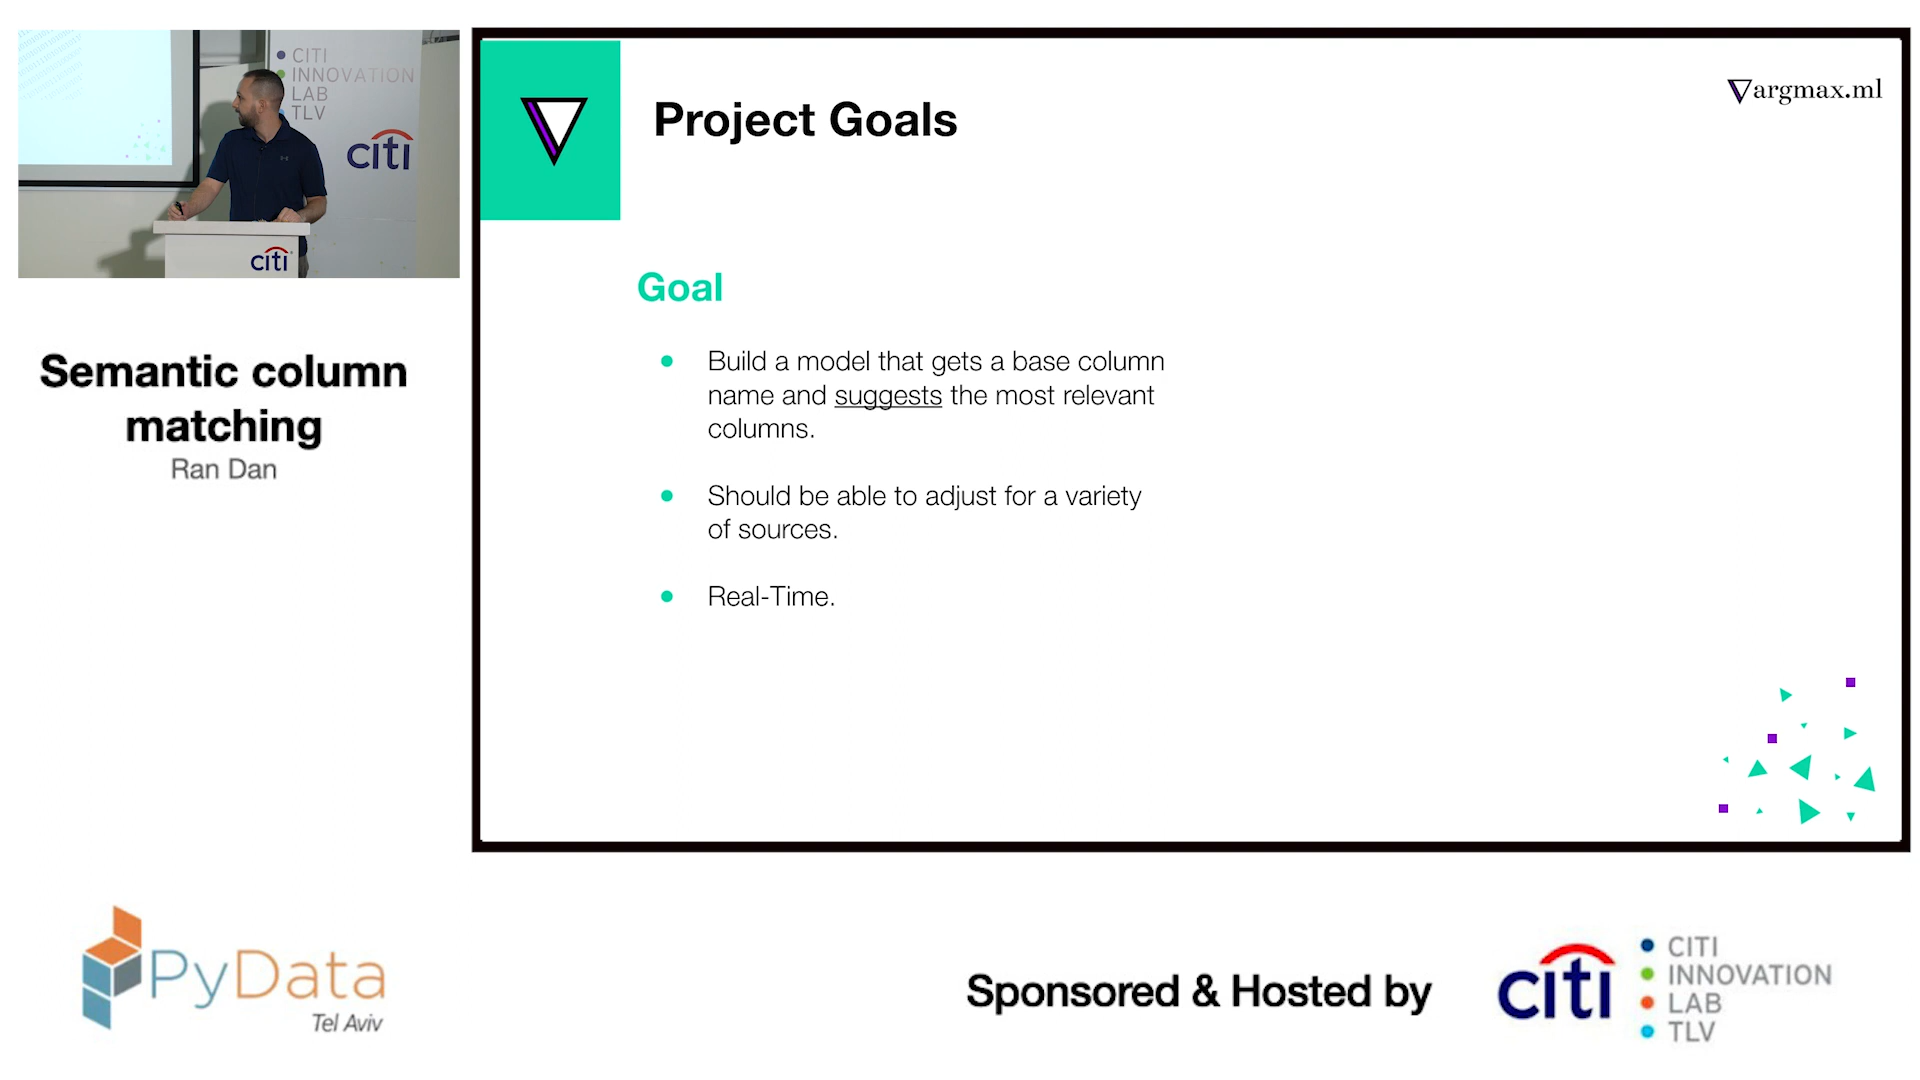 CITI
INNOVATION
LAB
TLV
citi
citi
Semantic column
matching
Ran Dan
Project Goals
argmax.ml
Goal
● Build a model that gets a base column
name and suggests the most relevant
columns.
● Should be able to adjust for a variety
of sources.
● Real-Time.
PyData
Tel Aviv
Sponsored & Hosted by
citi
CITI
INNOVATION
LAB
TLV